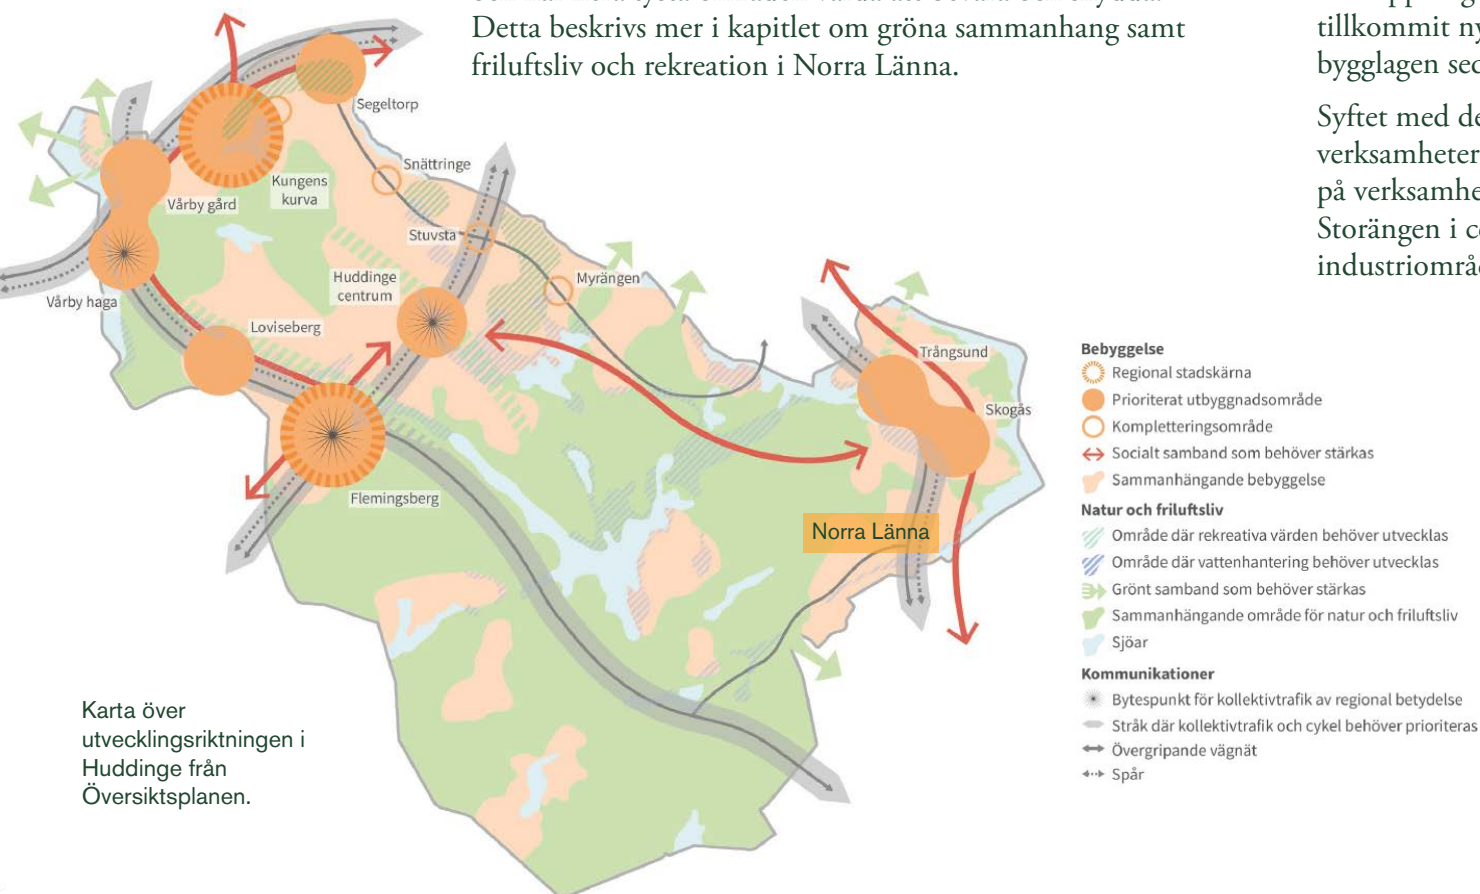 Detta beskrivs mer i kapitlet om gröna sammanhang samt
friluftsliv och rekreation i Norra Länna.
tillkommit ny
bygglagen sed
Syftet med de
verksamheter
på verksamhe
Storängen i ce
industriområ
Segeltorp
Snättringe
Kungens
kurva
Vårby gård
Stuvsta
Huddinge
centrum
Myrängen
Vårby haga
Loviseberg
Trångsund
Skogås
Flemingsberg
Norra Länna
Bebyggelse
Regional stadskärna
Prioriterat utbyggnadsområde
Kompletteringsområde
Socialt samband som behöver stärkas
Sammanhängande bebyggelse
Natur och friluftsliv
Område där rekreativa värden behöver utvecklas
Område där vattenhantering behöver utvecklas
Grönt samband som behöver stärkas
Sammanhängande område för natur och friluftsliv
Sjöar
Kommunikationer
Bytespunkt för kollektivtrafik av regional betydelse
Stråk där kollektivtrafik och cykel behöver prioriteras
Övergripande vägnät
Spår
Karta över
utvecklingsriktningen i
Huddinge från
Översiktsplanen.